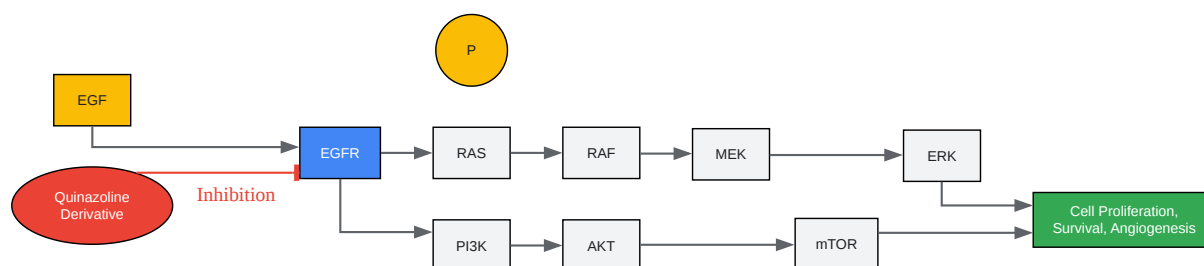 P
EGF
EGFR
RAS
RAF
MEK
ERK
Quinazoline
Derivative
Inhibition
PI3K
AKT
mTOR
Cell Proliferation,
Survival, Angiogenesis